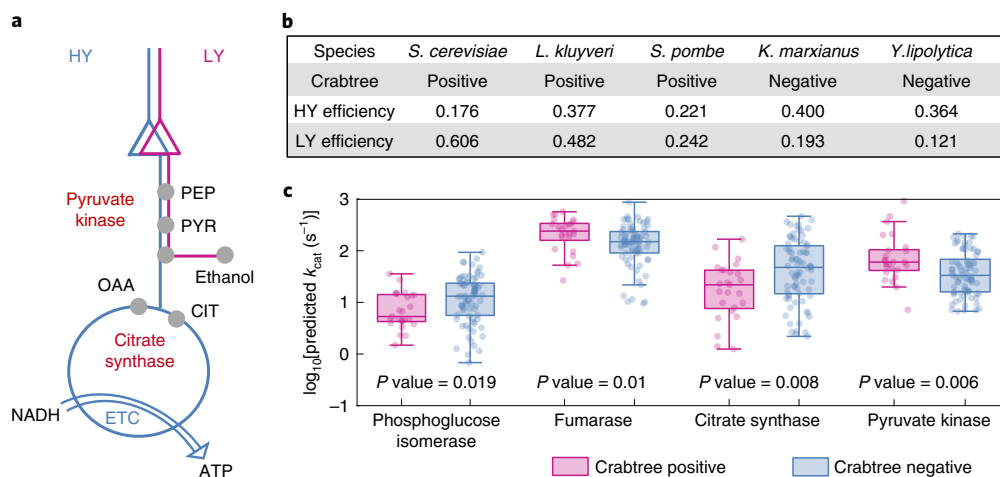 a
HY
LY
Pyruvate
kinase
PEP
PYR
Ethanol
OAA
CIT
Citrate
synthase
NADH
ETC
ATP
b
Species S. cerevisiae L. kluyveri S. pombe K. marxianus Y.lipolytica
Crabtree Positive Positive Positive Negative Negative
HY efficiency 0.176 0.377 0.221 0.400 0.364
LY efficiency 0.606 0.482 0.242 0.193 0.121
c
log10[predicted kcat (s−1)]
3
2
1
0
−1
P value = 0.019 P value = 0.01 P value = 0.008 P value = 0.006
Phosphoglucose
isomerase
Fumarase
Citrate synthase
Pyruvate kinase
Crabtree positive
Crabtree negative